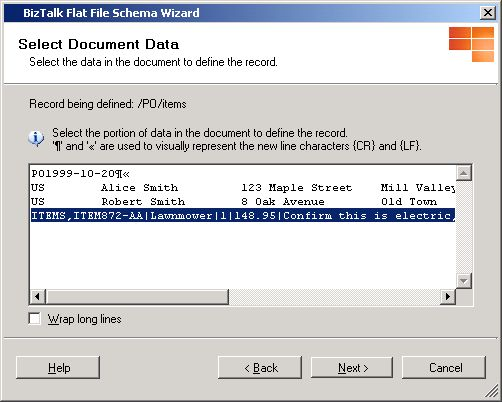 BizTalk Flat File Schema Wizard
Select Document Data
Select the data in the document to define the record.
Record being defined: /PO/items
Select the portion of data in the document to define the record.
'¶' and '«' are used to visually represent the new line characters {CR} and {LF}.
PO1999-10-20¶«
US Alice Smith 123 Maple Street Mill Valley
US Robert Smith 8 Oak Avenue Old Town
ITEMS,ITEM872-AA|Lawnmower|1|148.95|Confirm this is electric,
Wrap long lines
Help < Back Next > Cancel